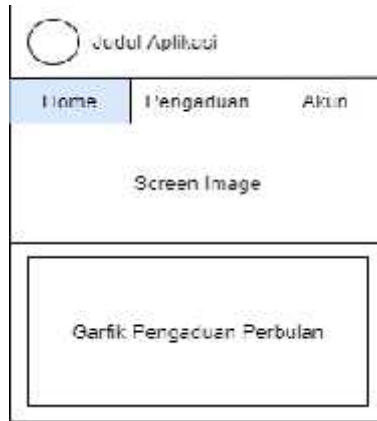 Judul Aplikasi
Home Pengaduan Akun
Screen Image
Garfik Pengaduan Perbulan